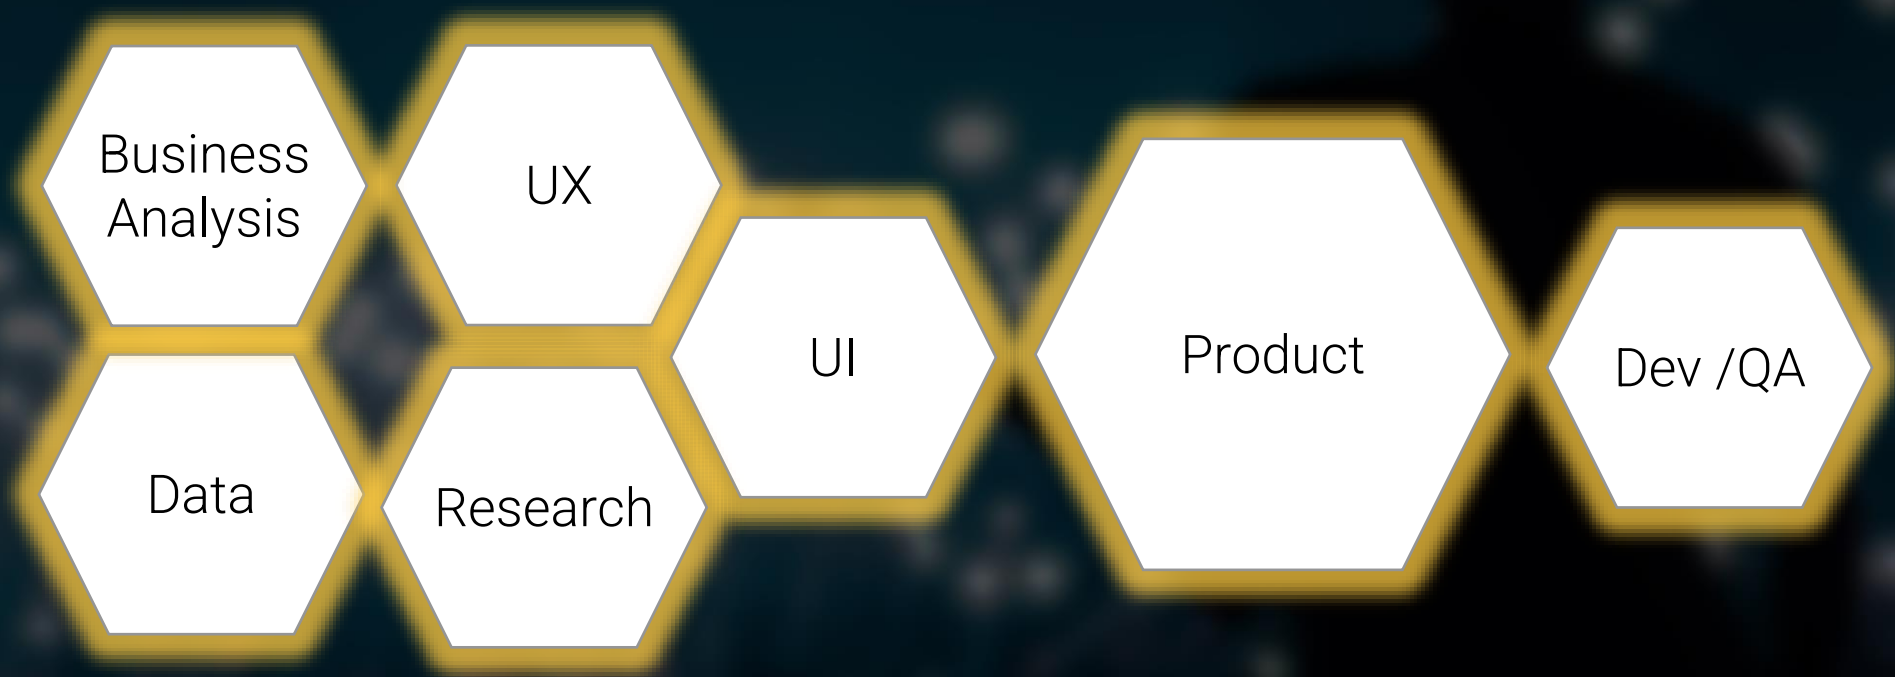 Business
Analysis
UX
UI
Product
Dev /QA
Data
Research